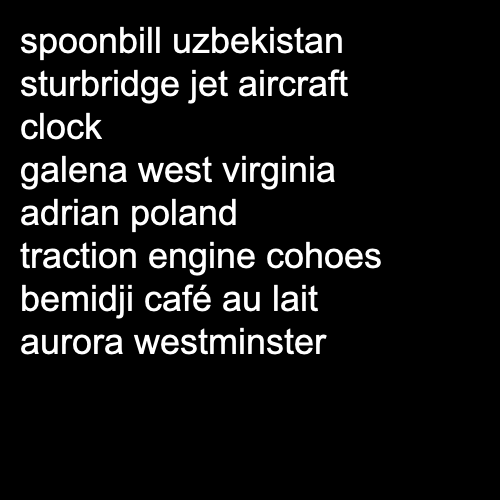 spoonbill uzbekistan
sturbridge jet aircraft
clock
galena west virginia
adrian poland
traction engine cohoes
bemidji café au lait
aurora westminster